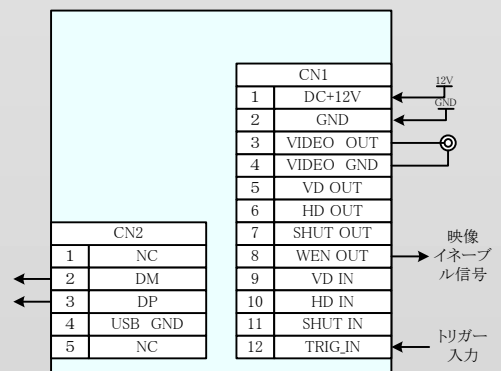 CN1
1 DC+12V
2 GND
3 VIDEO OUT
4 VIDEO GND
5 VD OUT
6 HD OUT
7 SHUT OUT
8 WEN OUT
9 VD IN
10 HD IN
11 SHUT IN
12 TRIG_IN
12V
GND
映像
イネーブ
ル信号
トリガー
入力
CN2
1 NC
2 DM
3 DP
4 USB GND
5 NC